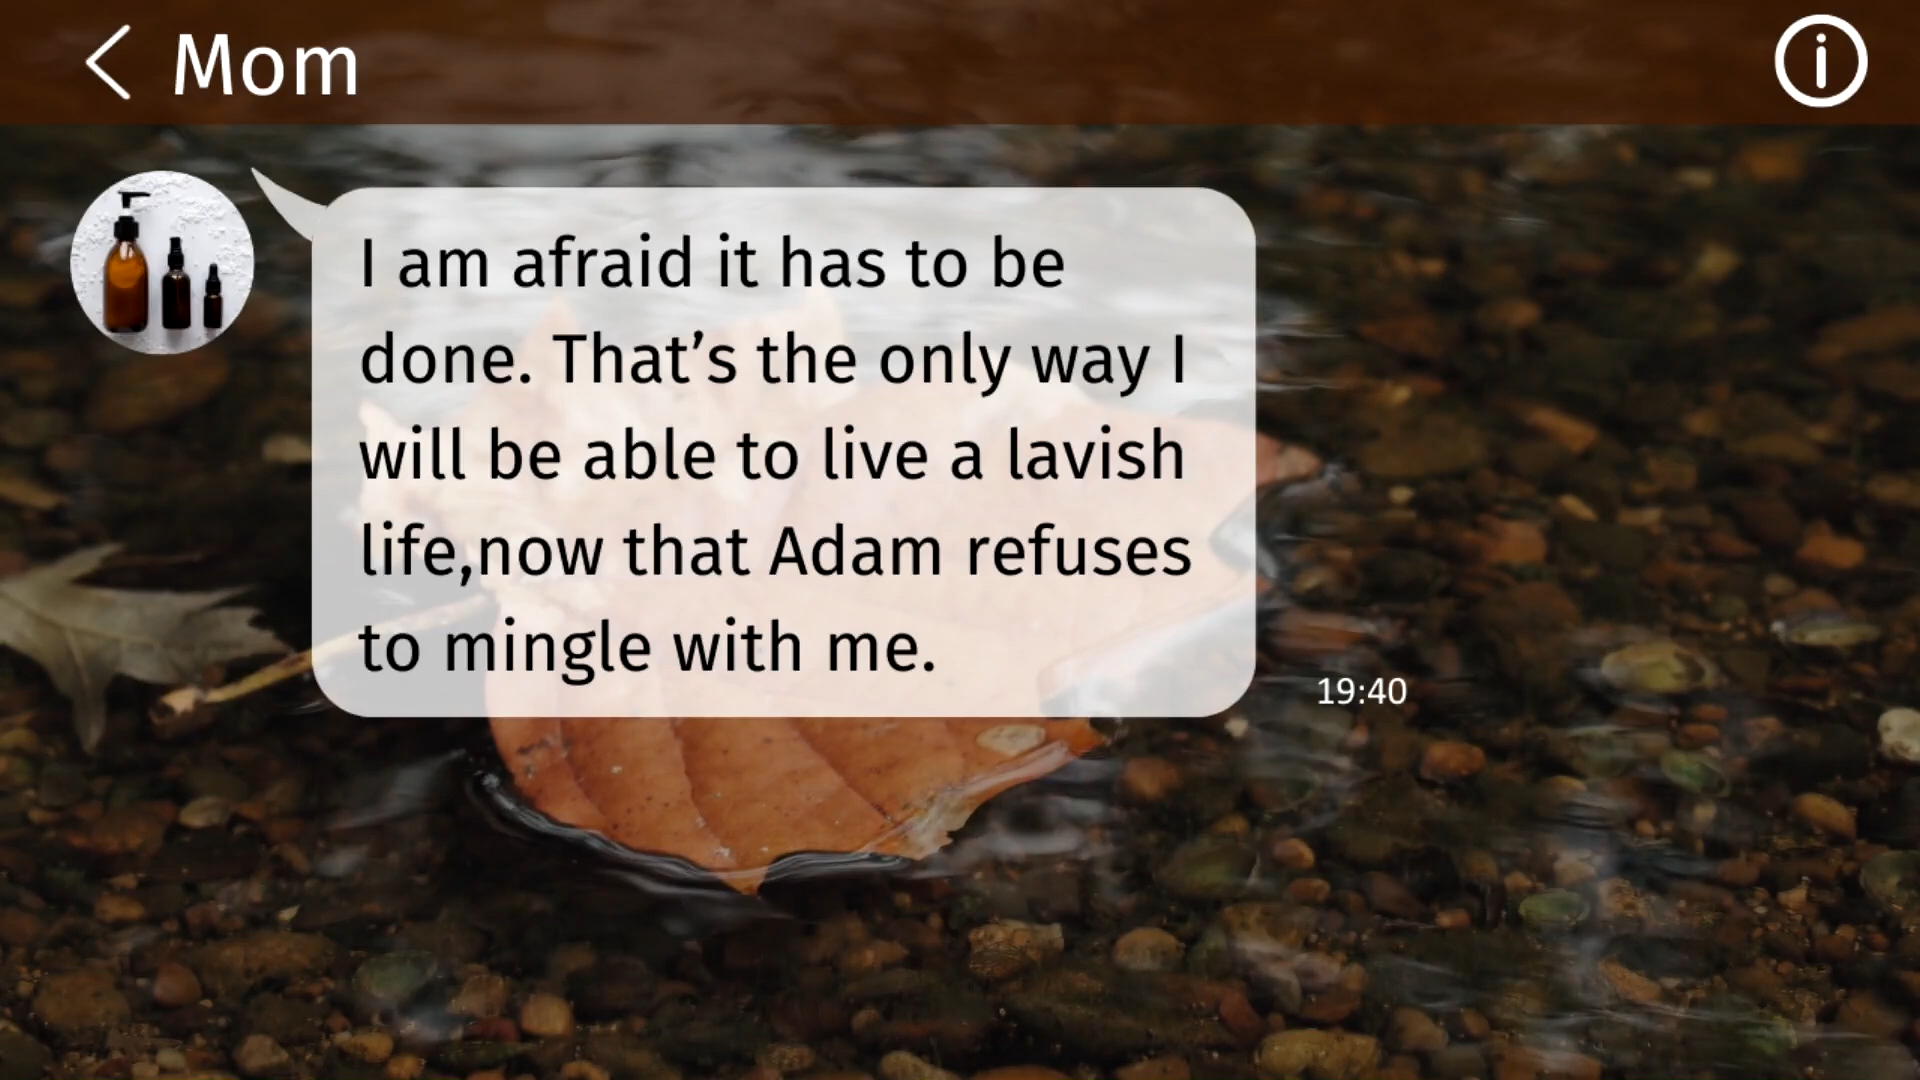 Mom
I am afraid it has to be
done. That’s the only way I
will be able to live a lavish
life,now that Adam refuses
to mingle with me.
19:40